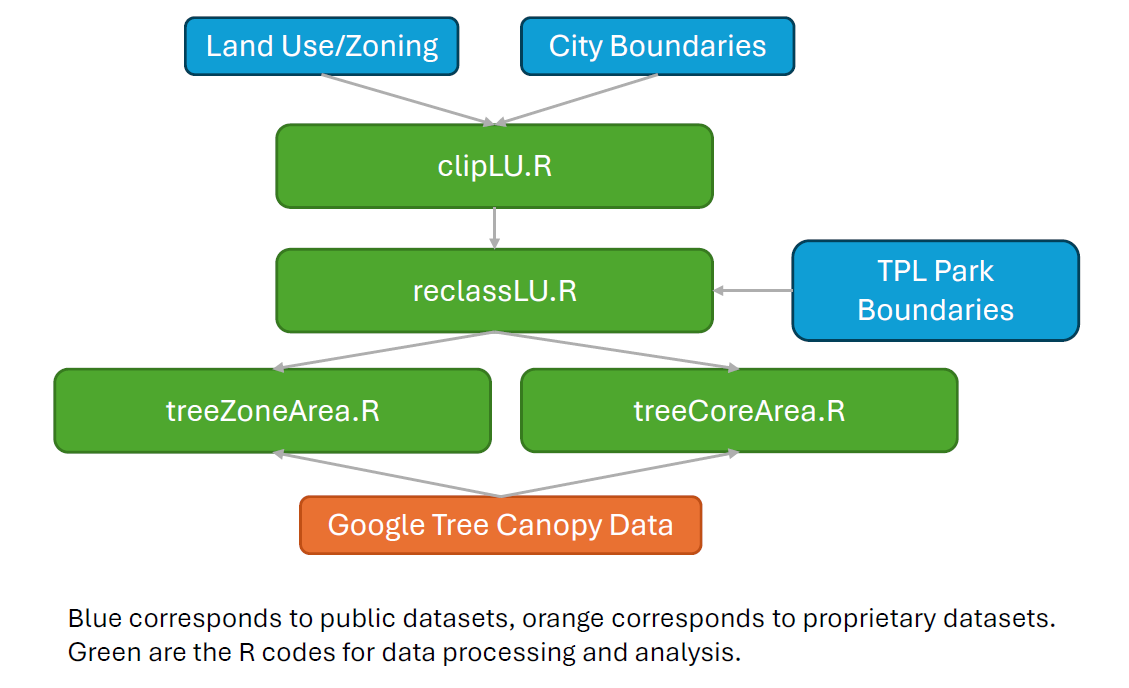 Land Use/Zoning
City Boundaries
clipLU.R
reclassLU.R
TPL Park
Boundaries
treeZoneArea.R
treeCoreArea.R
Google Tree Canopy Data
Blue corresponds to public datasets, orange corresponds to proprietary datasets.
Green are the R codes for data processing and analysis.